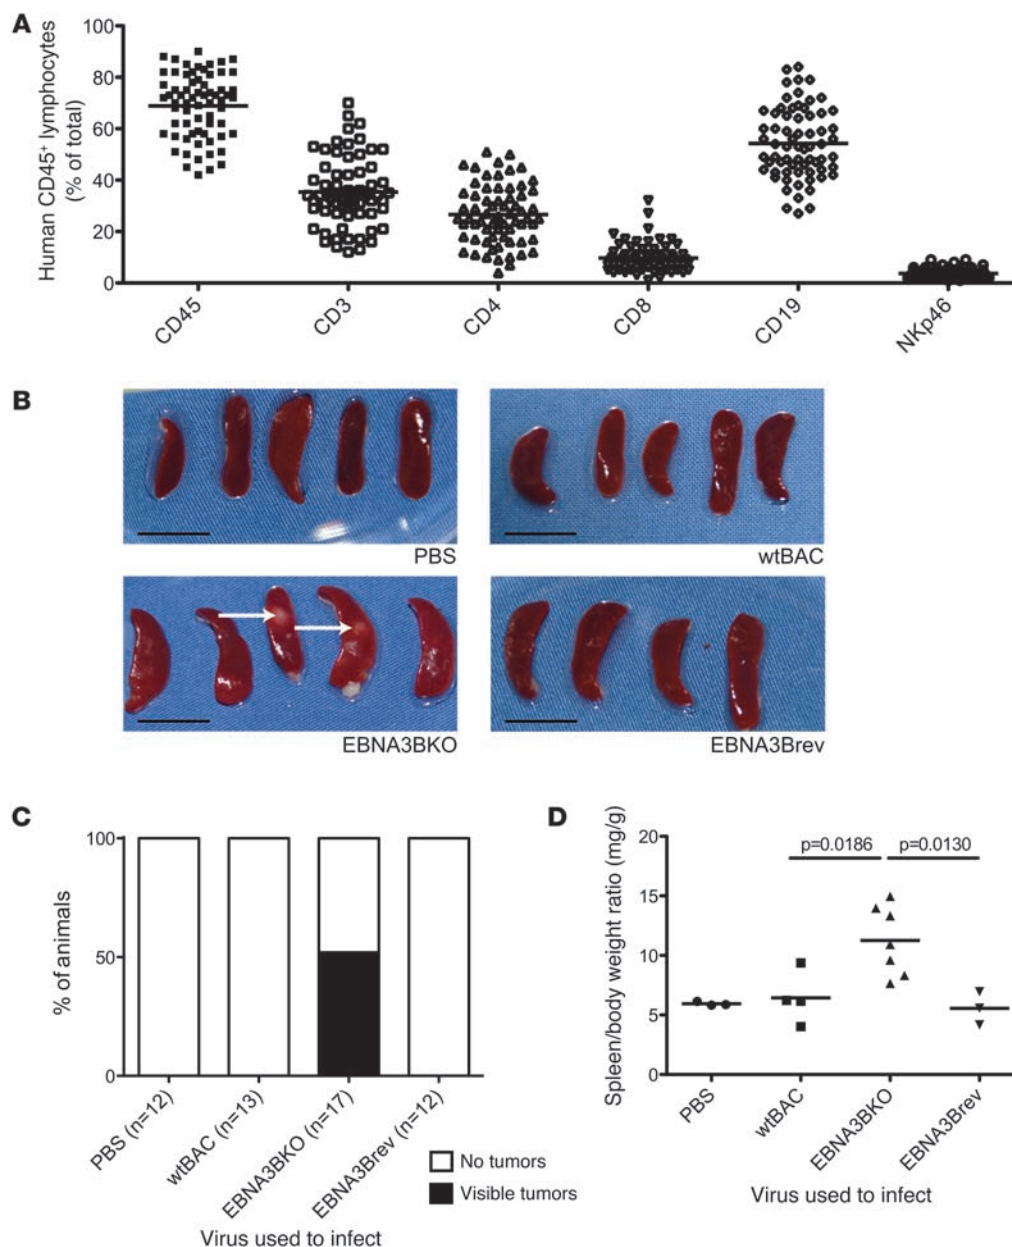 A
Human CD45⁺ lymphocytes
(% of total)
100
80
60
40
20
0
CD45
CD3
CD4
CD8
CD19
NKp46
B
PBS
wtBAC
EBNA3BKO
EBNA3Brev
C
% of animals
100
50
0
PBS (n=12)
wtBAC (n=13)
EBNA3BKO (n=17)
EBNA3Brev (n=12)
Virus used to infect
No tumors
Visible tumors
D
Spleen/body weight ratio (mg/g)
20
15
10
5
0
p=0.0186
p=0.0130
PBS
wtBAC
EBNA3BKO
EBNA3Brev
Virus used to infect